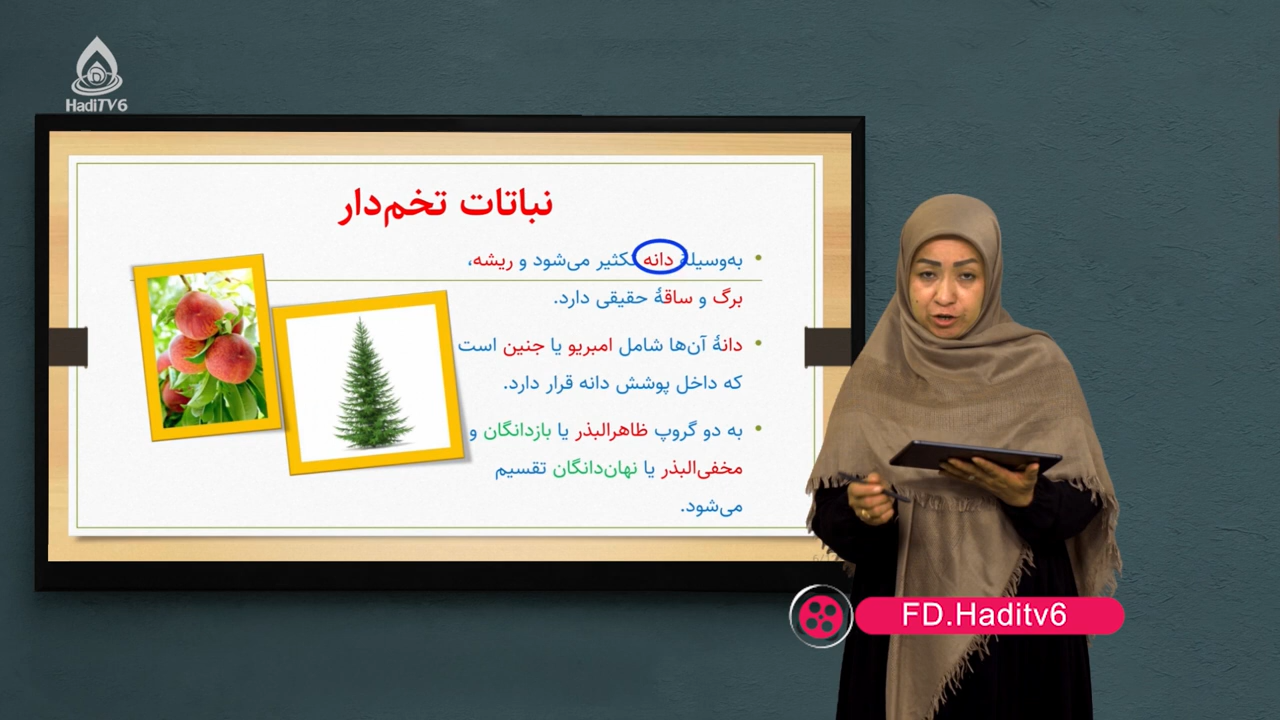 HadiTV6
نباتات تخم‌دار
به‌وسیلهٔ دانه تکثیر می‌شود و ریشه،
برگ و ساقهٔ حقیقی دارد.
دانهٔ آن‌ها شامل امبریو یا جنین است
که داخل پوشش دانه قرار دارد.
به دو گروپ ظاهرالبذر یا بازدانگان و
مخفی‌البذر یا نهان‌دانگان تقسیم
می‌شود.
FD.Haditv6